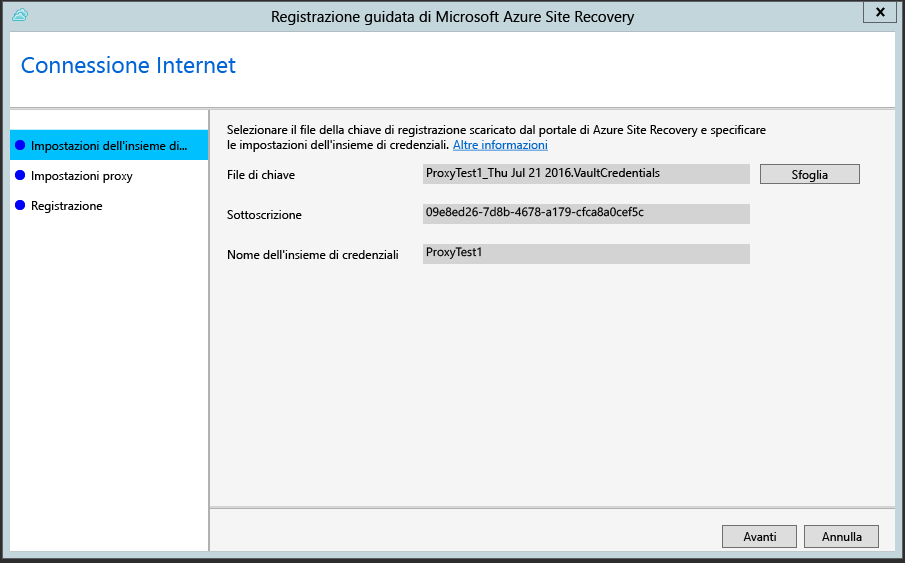 Registrazione guidata di Microsoft Azure Site Recovery
x
Connessione Internet
Impostazioni dell'insieme di...
Impostazioni proxy
Registrazione
Selezionare il file della chiave di registrazione scaricato dal portale di Azure Site Recovery e specificare
le impostazioni dell'insieme di credenziali. Altre informazioni
File di chiave
ProxyTest1_Thu Jul 21 2016.VaultCredentials
Sfoglia
Sottoscrizione
09e8ed26-7d8b-4678-a179-cfca8a0cef5c
Nome dell'insieme di credenziali
ProxyTest1
Avanti
Annulla